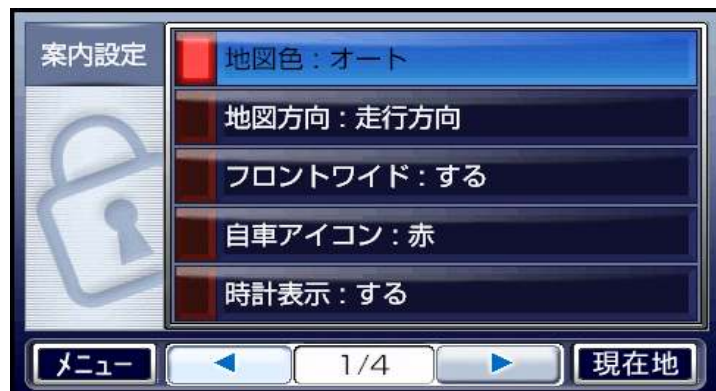 案内設定
地図色：オート
地図方向：走行方向
フロントワイド：する
自車アイコン：赤
時計表示：する
メニュー
1/4
現在地